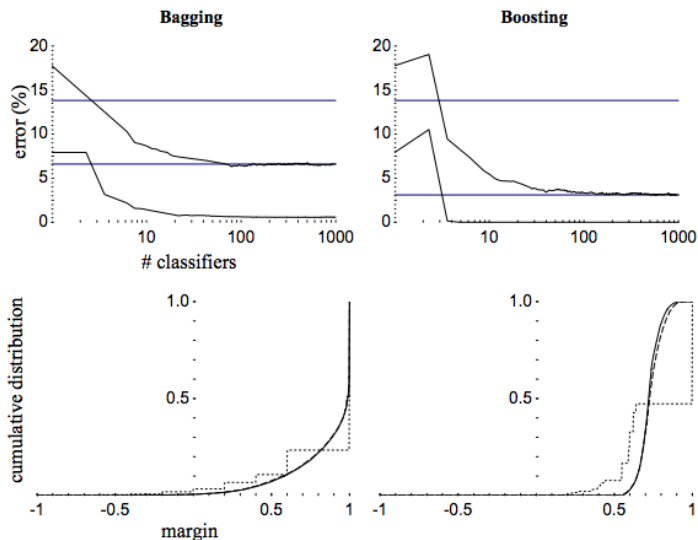 Bagging Boosting
20 20
15 15
10 10
5 5
0 0
error (%)
10 100 1000 10 100 1000
# classifiers
1.0 1.0
0.5 0.5
cumulative distribution
-1 -0.5 0.5 1 -1 -0.5 0.5 1
margin